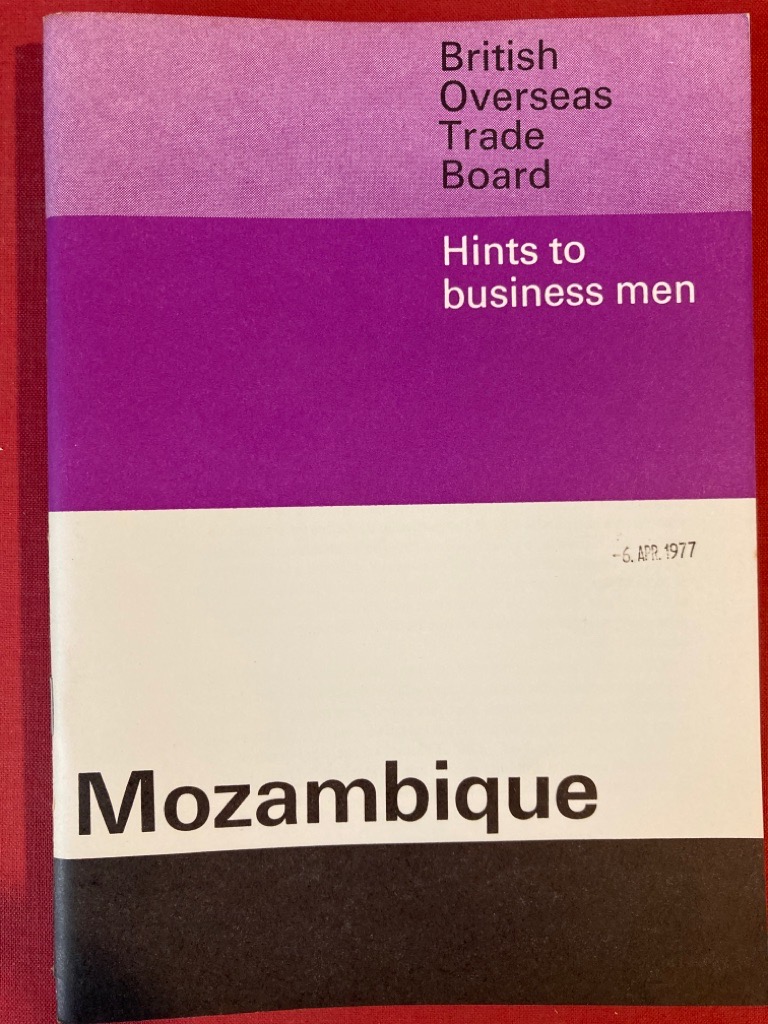 British
Overseas
Trade
Board
Hints to
business men
-6. APR. 1977
Mozambique